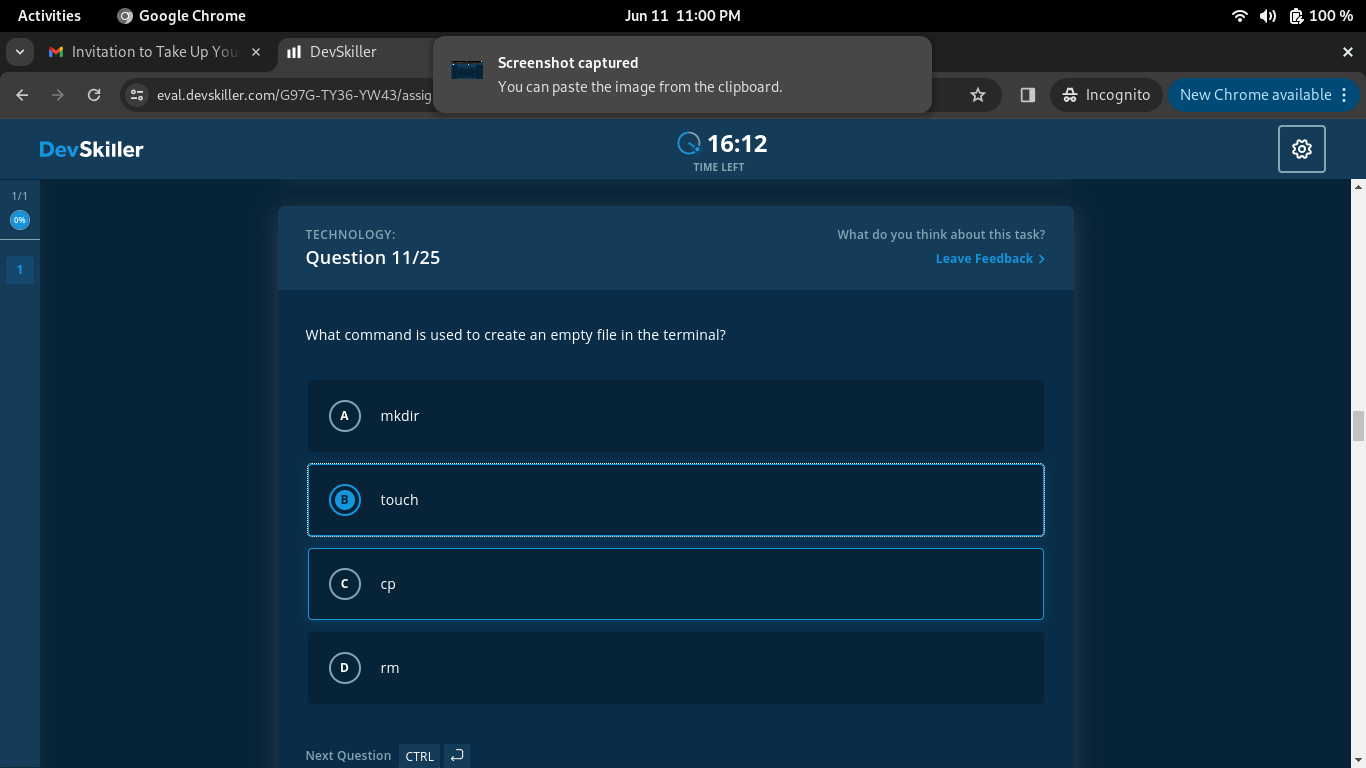 Activities
Google Chrome
Jun 11 11:00 PM
100 %
Invitation to Take Up You
DevSkiller
Screenshot captured
You can paste the image from the clipboard.
eval.devskiller.com/G97G-TY36-YW43/assig
Incognito
New Chrome available
DevSkiller
16:12
TIME LEFT
1/1
0%
1
TECHNOLOGY:
Question 11/25
What do you think about this task?
Leave Feedback
What command is used to create an empty file in the terminal?
A mkdir
B touch
C cp
D rm
Next Question CTRL